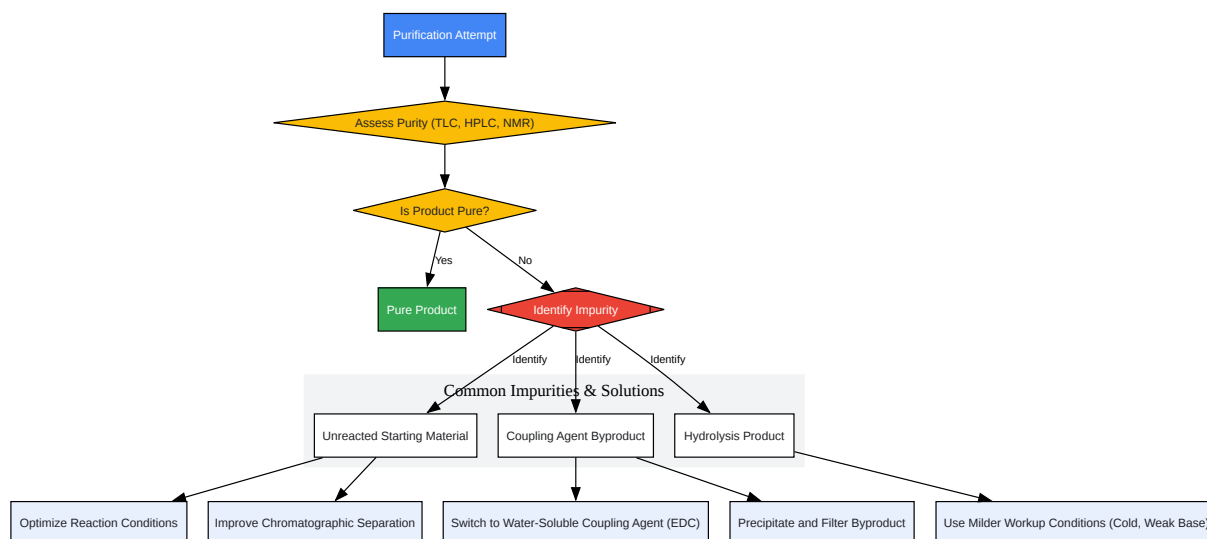 Purification Attempt
Assess Purity (TLC, HPLC, NMR)
Is Product Pure?
Yes
No
Pure Product
Identify Impurity
Identify
Identify
Identify
Common Impurities & Solutions
Unreacted Starting Material
Coupling Agent Byproduct
Hydrolysis Product
Optimize Reaction Conditions
Improve Chromatographic Separation
Switch to Water-Soluble Coupling Agent (EDC)
Precipitate and Filter Byproduct
Use Milder Workup Conditions (Cold, Weak Base)